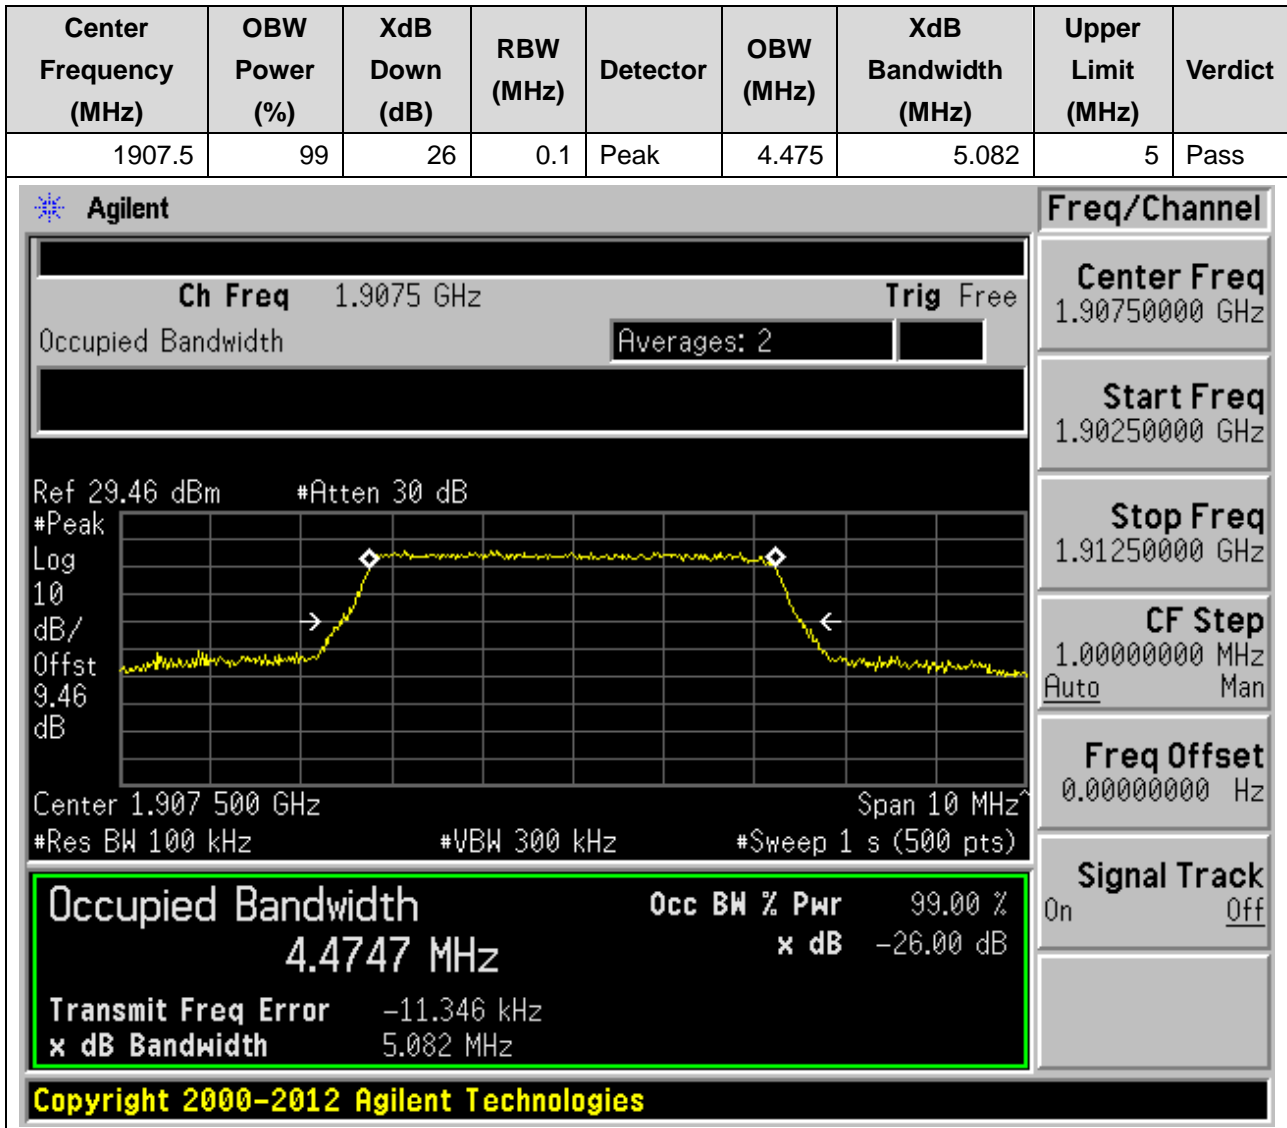 Center Frequency (MHz) OBW Power (%) XdB Down (dB) RBW (MHz) Detector OBW (MHz) XdB Bandwidth (MHz) Upper Limit (MHz) Verdict
1907.5 99 26 0.1 Peak 4.475 5.082 5 Pass
Agilent
Freq/Channel
Ch Freq 1.9075 GHz Trig Free
Occupied Bandwidth Averages: 2
Center Freq
1.90750000 GHz
Start Freq
1.90250000 GHz
Stop Freq
1.91250000 GHz
CF Step
1.00000000 MHz
Auto Man
Freq Offset
0.00000000 Hz
Signal Track
On Off
Ref 29.46 dBm #Atten 30 dB
#Peak
Log
10
dB/
Offst
9.46
dB
Center 1.907 500 GHz Span 10 MHz^
#Res BW 100 kHz #VBW 300 kHz #Sweep 1 s (500 pts)
Occupied Bandwidth Occ BW % Pwr 99.00 %
4.4747 MHz x dB -26.00 dB
Transmit Freq Error -11.346 kHz
x dB Bandwidth 5.082 MHz
Copyright 2000-2012 Agilent Technologies